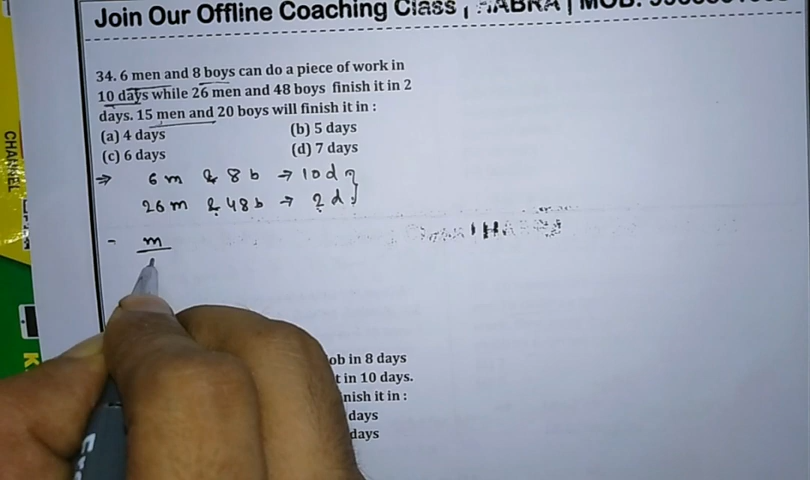 Join Our Offline Coaching Class | HABRA | MOB:
34. 6 men and 8 boys can do a piece of work in
10 days while 26 men and 48 boys finish it in 2
days. 15 men and 20 boys will finish it in :
(a) 4 days (b) 5 days
(c) 6 days (d) 7 days
⇒ 6 m & 8 b → 10 d
26 m & 48 b → 2 d
m
ob in 8 days
t in 10 days.
nish it in :
days
days